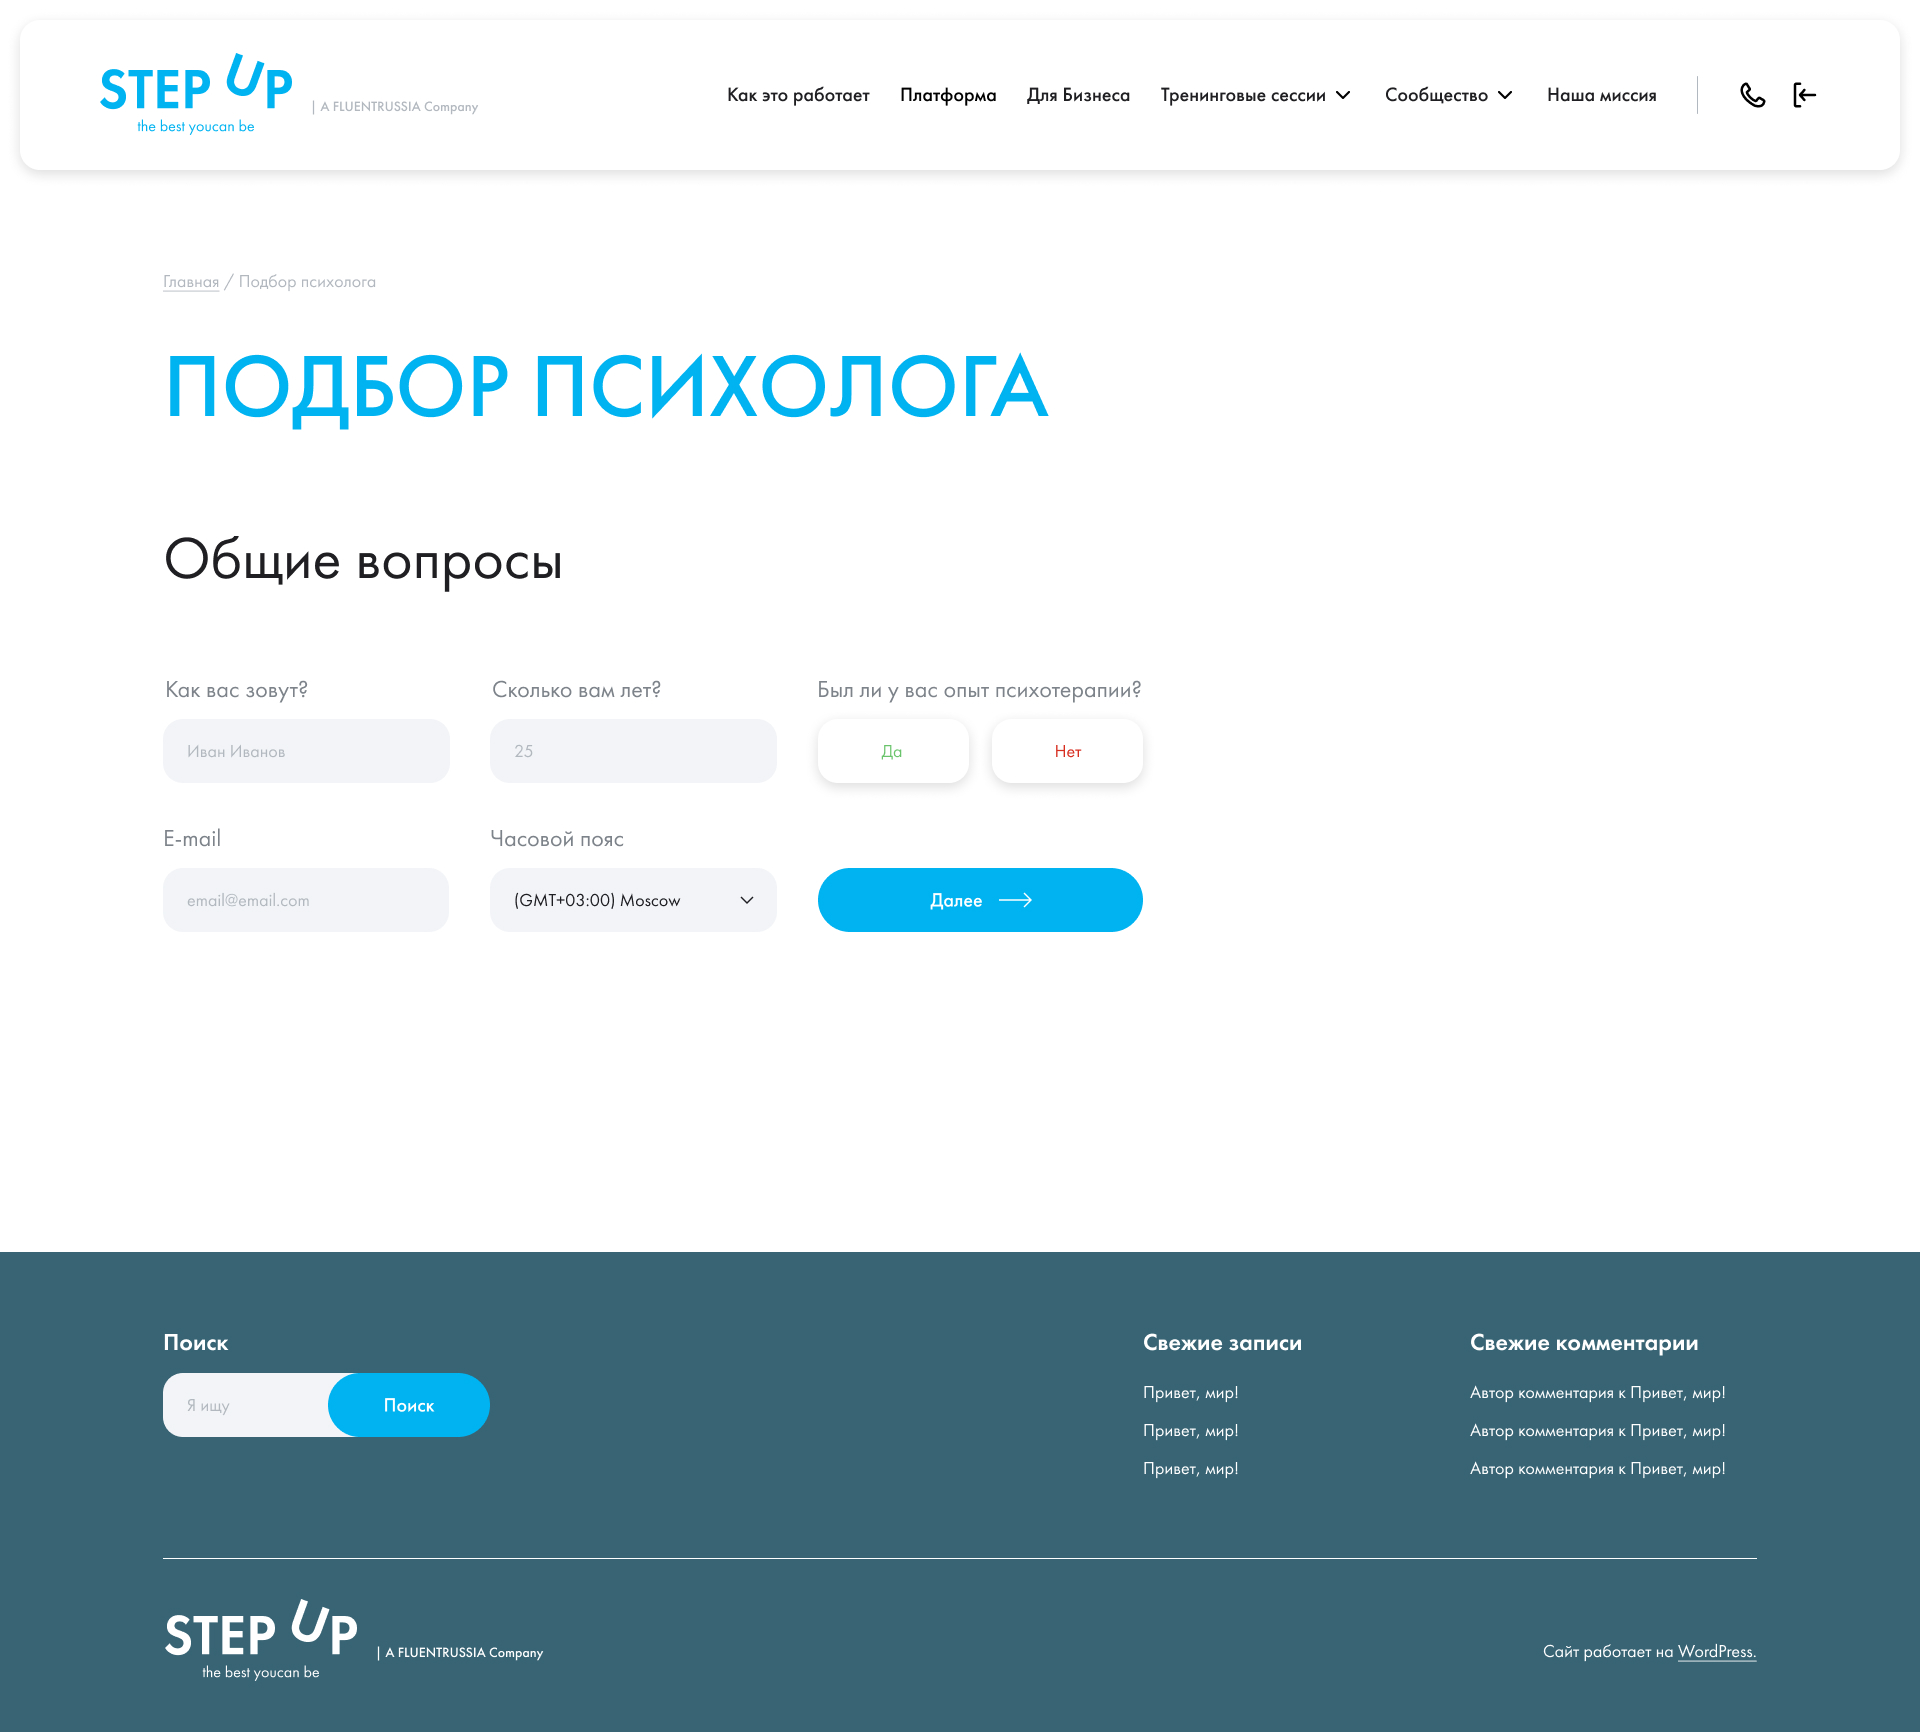 STEP UP
the best youcan be
| A FLUENTRUSSIA Company
Как это работает
Платформа
Для Бизнеса
Тренинговые сессии
Сообщество
Наша миссия
Главная / Подбор психолога
ПОДБОР ПСИХОЛОГА
Общие вопросы
Как вас зовут?
Сколько вам лет?
Был ли у вас опыт психотерапии?
Иван Иванов
25
Да
Нет
E-mail
Часовой пояс
email@email.com
(GMT+03:00) Moscow
Далее
Поиск
Я ищу
Поиск
Свежие записи
Привет, мир!
Привет, мир!
Привет, мир!
Свежие комментарии
Автор комментария к Привет, мир!
Автор комментария к Привет, мир!
Автор комментария к Привет, мир!
STEP UP
the best youcan be
| A FLUENTRUSSIA Company
Сайт работает на WordPress.